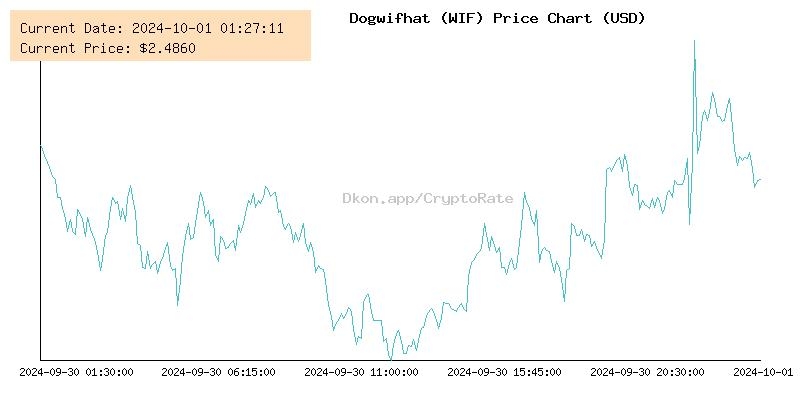 Dogwifhat (WIF) Price Chart (USD)
Current Date: 2024-10-01 01:27:11
Current Price: $2.4860
Dkon.app/CryptoRate
2024-09-30 01:30:00
2024-09-30 06:15:00
2024-09-30 11:00:00
2024-09-30 15:45:00
2024-09-30 20:30:00
2024-10-01